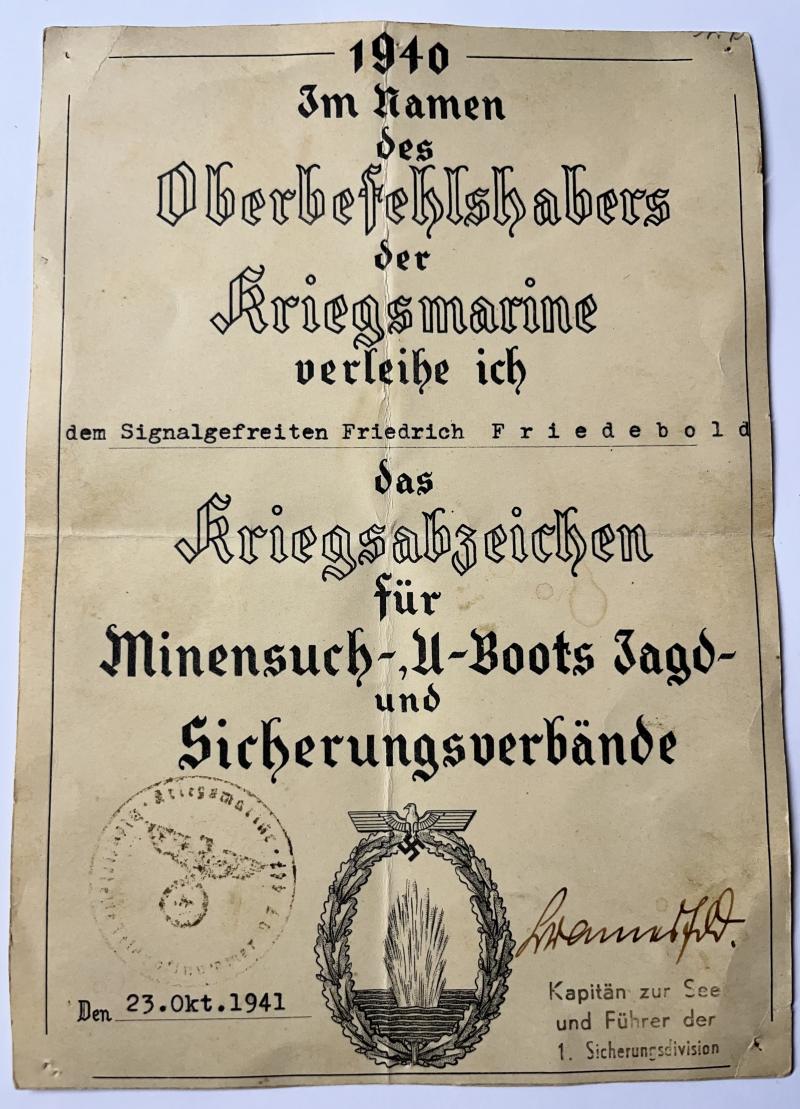 1940
Im Namen
des
Oberbefehlshabers
der
Kriegsmarine
verleihe ich
dem Signalgefreiten Friedrich Friedebold
das
Kriegsabzeichen
für
Minensuch-, U-Boots Jagd-
und
Sicherungsverbände
Kriegsmarine
Den 23.Okt.1941
Kapitän zur See
und Führer der
1. Sicherungsdivision